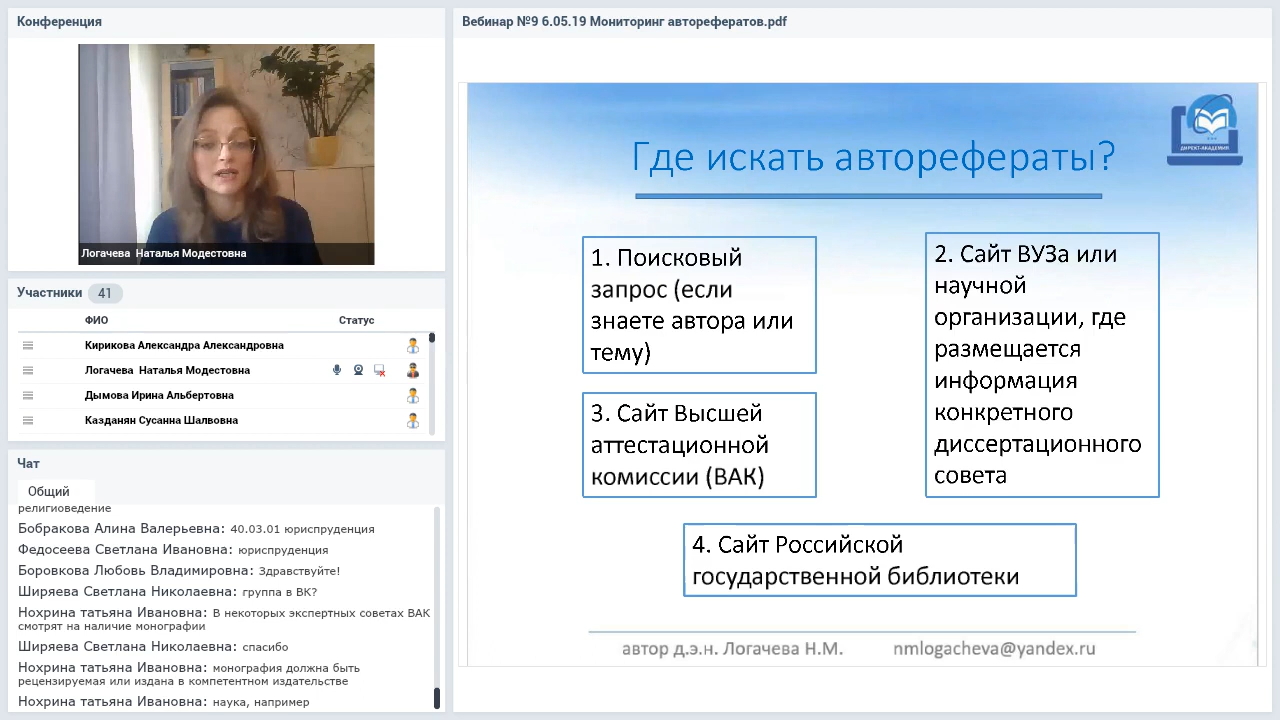 Конференция
Логачева Наталья Модестовна
Участники 41
ФИО Статус
Кирикова Александра Александровна
Логачева Наталья Модестовна
Дымова Ирина Альбертовна
Казданян Сусанна Шалвовна
Чат
Общий
религиоведение
Бобракова Алина Валерьевна: 40.03.01 юриспруденция
Федосеева Светлана Ивановна: юриспруденция
Боровкова Любовь Владимировна: Здравствуйте!
Ширяева Светлана Николаевна: группа в ВК?
Нохрина татьяна Ивановна: В некоторых экспертных советах ВАК
смотрят на наличие монографии
Ширяева Светлана Николаевна: спасибо
Нохрина татьяна Ивановна: монография должна быть
рецензируемая или издана в компетентном издательстве
Нохрина татьяна Ивановна: наука, например
Вебинар №9 6.05.19 Мониторинг авторефератов.pdf
ДИРЕКТ-АКАДЕМИЯ
Где искать авторефераты?
1. Поисковый
запрос (если
знаете автора или
тему)
2. Сайт ВУЗа или
научной
организации, где
размещается
информация
конкретного
диссертационного
совета
3. Сайт Высшей
аттестационной
комиссии (ВАК)
4. Сайт Российской
государственной библиотеки
автор д.э.н. Логачева Н.М. nmlogacheva@yandex.ru